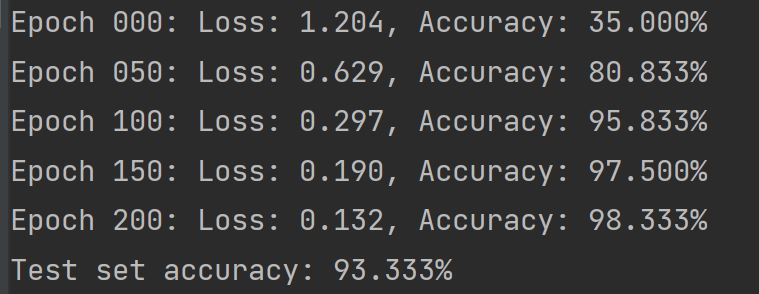 Epoch 000: Loss: 1.204, Accuracy: 35.000%
Epoch 050: Loss: 0.629, Accuracy: 80.833%
Epoch 100: Loss: 0.297, Accuracy: 95.833%
Epoch 150: Loss: 0.190, Accuracy: 97.500%
Epoch 200: Loss: 0.132, Accuracy: 98.333%
Test set accuracy: 93.333%